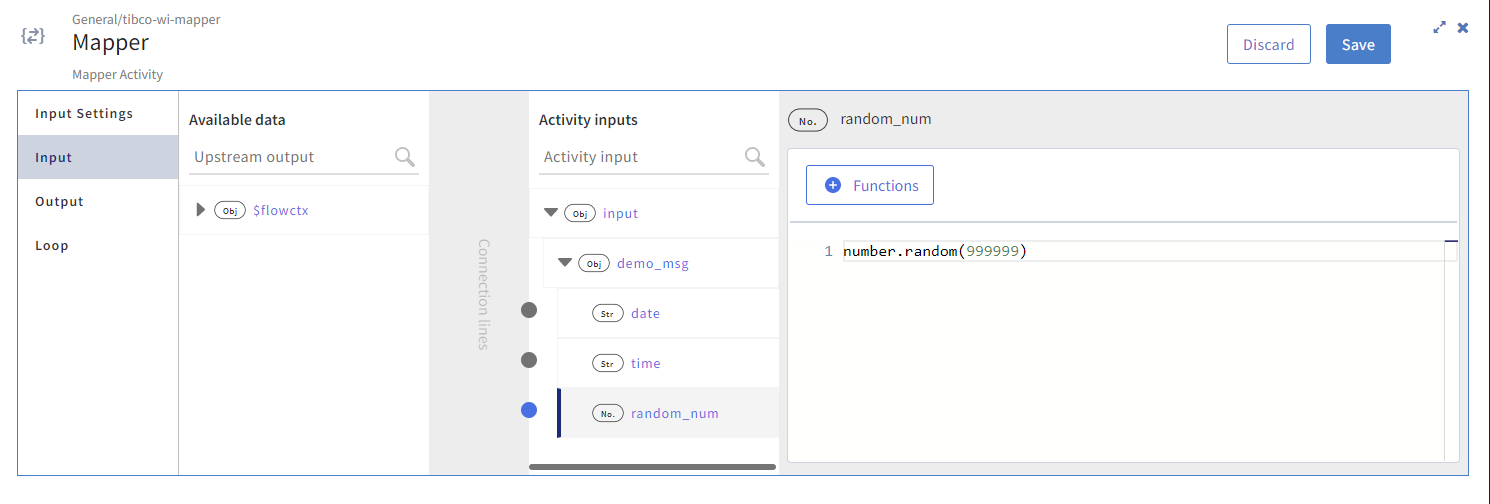 General/tibco-wi-mapper
Mapper
Mapper Activity
Discard
Save
Input Settings
Input
Output
Loop
Available data
Upstream output
Obj $flowctx
Connection lines
Activity inputs
Activity input
Obj input
Obj demo_msg
Str date
Str time
No. random_num
No. random_num
Functions
1 number.random(999999)